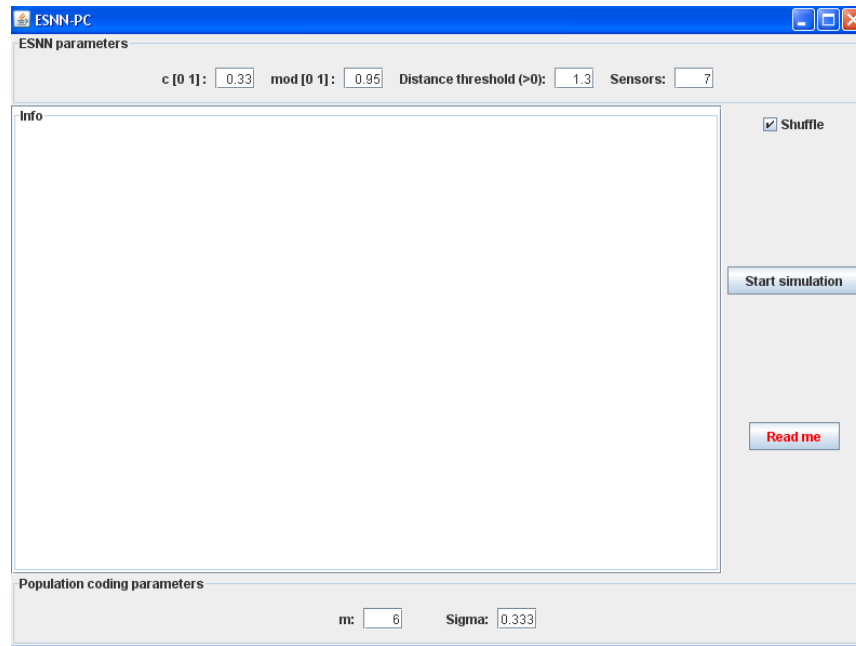 ESNN-PC
ESNN parameters
c [0 1] : 0.33 mod [0 1] : 0.95 Distance threshold (>0): 1.3 Sensors: 7
Info
Shuffle
Start simulation
Read me
Population coding parameters
m: 6 Sigma: 0.333